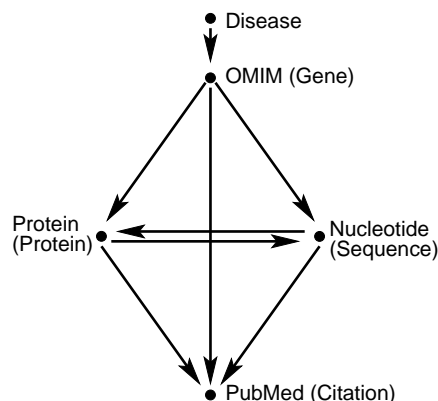 Disease
OMIM (Gene)
Protein
(Protein)
Nucleotide
(Sequence)
PubMed (Citation)